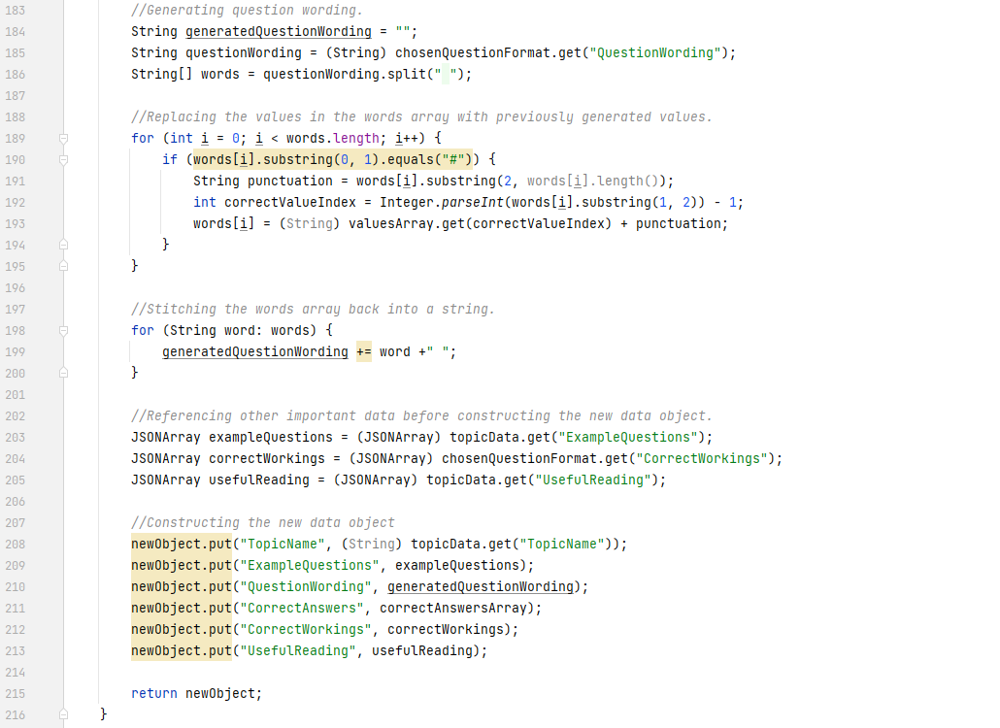 183 //Generating question wording.
184 String generatedQuestionWording = "";
185 String questionWording = (String) chosenQuestionFormat.get("QuestionWording");
186 String[] words = questionWording.split(" ");
187
188 //Replacing the values in the words array with previously generated values.
189 for (int i = 0; i < words.length; i++) {
190 if (words[i].substring(0, 1).equals("#")) {
191 String punctuation = words[i].substring(2, words[i].length());
192 int correctValueIndex = Integer.parseInt(words[i].substring(1, 2)) - 1;
193 words[i] = (String) valuesArray.get(correctValueIndex) + punctuation;
194 }
195 }
196
197 //Stitching the words array back into a string.
198 for (String word: words) {
199 generatedQuestionWording += word +" ";
200 }
201
202 //Referencing other important data before constructing the new data object.
203 JSONArray exampleQuestions = (JSONArray) topicData.get("ExampleQuestions");
204 JSONArray correctWorkings = (JSONArray) chosenQuestionFormat.get("CorrectWorkings");
205 JSONArray usefulReading = (JSONArray) topicData.get("UsefulReading");
206
207 //Constructing the new data object
208 newObject.put("TopicName", (String) topicData.get("TopicName"));
209 newObject.put("ExampleQuestions", exampleQuestions);
210 newObject.put("QuestionWording", generatedQuestionWording);
211 newObject.put("CorrectAnswers", correctAnswersArray);
212 newObject.put("CorrectWorkings", correctWorkings);
213 newObject.put("UsefulReading", usefulReading);
214
215 return newObject;
216 }